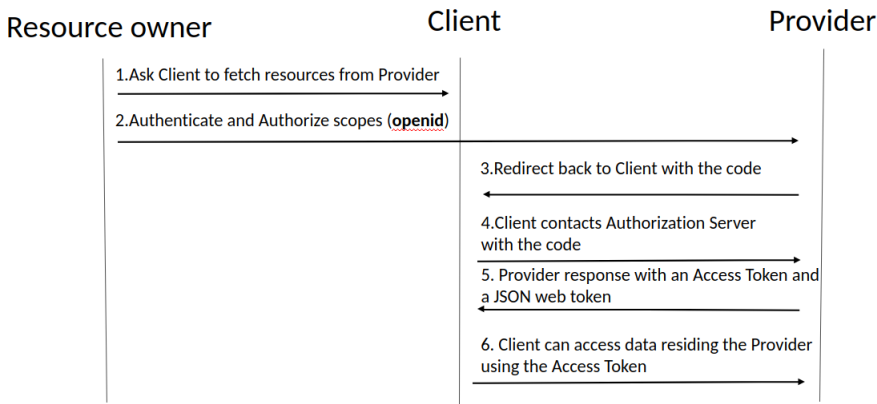 Resource owner
Client
Provider
1.Ask Client to fetch resources from Provider
2.Authenticate and Authorize scopes (openid)
3.Redirect back to Client with the code
4.Client contacts Authorization Server
with the code
5. Provider response with an Access Token and
a JSON web token
6. Client can access data residing the Provider
using the Access Token